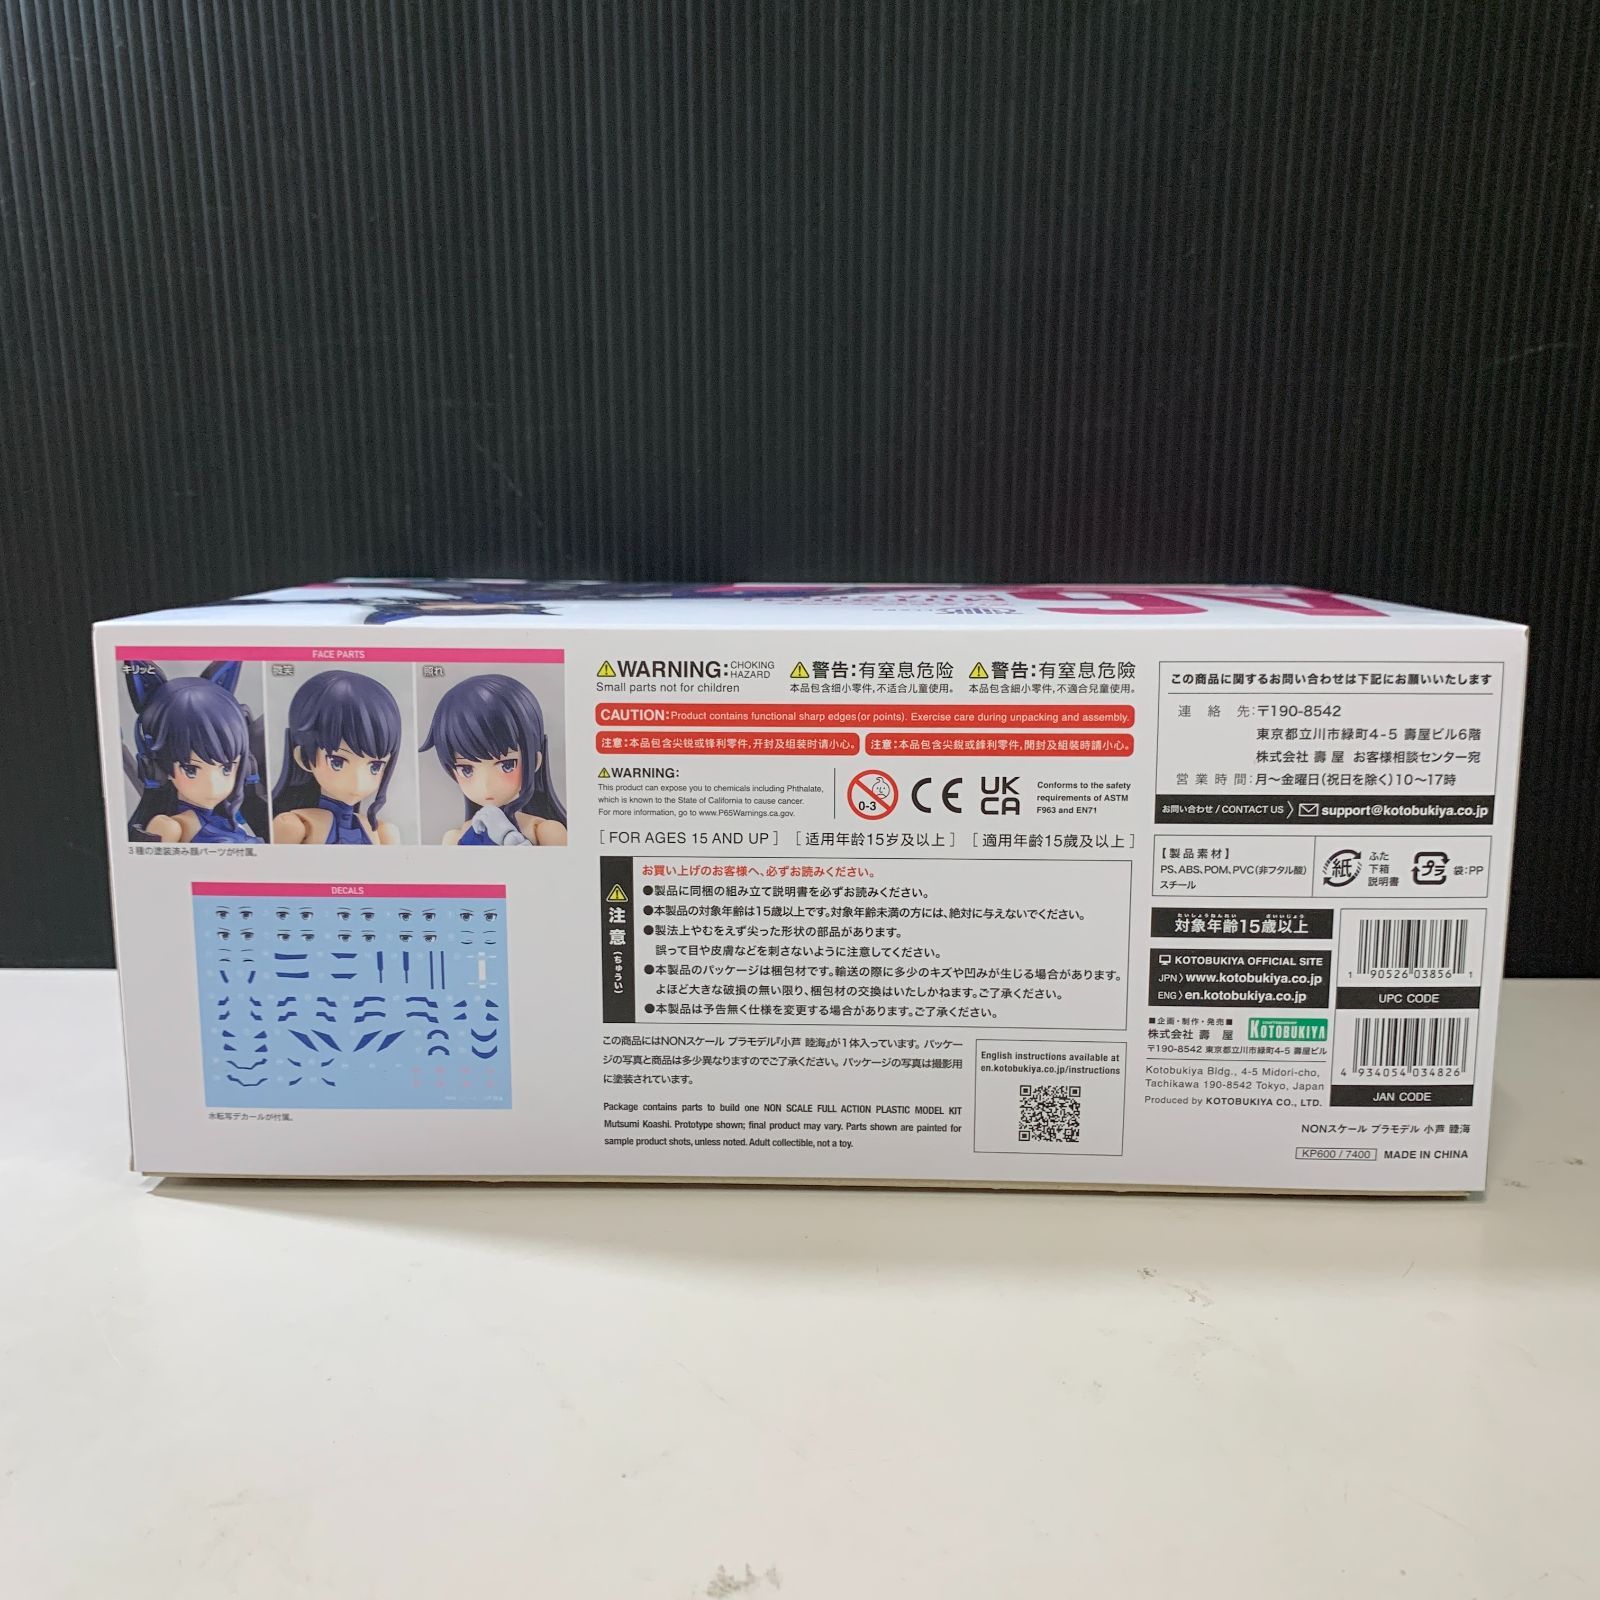 FACE PARTS
キリッと
微笑
照れ
3種の塗装済み顔パーツが付属。
DECALS
水転写デカールが付属。
WARNING: CHOKING HAZARD
Small parts not for children
警告:有窒息危险
本品包含细小零件,不适合儿童使用。
警告:有窒息危險
本品包含細小零件,不適合兒童使用。
CAUTION: Product contains functional sharp edges (or points). Exercise care during unpacking and assembly.
注意:本品包含尖锐或锋利零件,开封及组装时请小心。
注意:本品包含尖銳或鋒利零件,開封及組裝時請小心。
WARNING:
This product can expose you to chemicals including Phthalate,
which is known to the State of California to cause cancer.
For more information, go to www.P65Warnings.ca.gov.
0-3
CE
UK
CA
Conforms to the safety
requirements of ASTM
F963 and EN71
[ FOR AGES 15 AND UP ] [ 适用年龄15岁及以上 ] [ 適用年齡15歲及以上 ]
注意(ちゅうい)
お買い上げのお客様へ、必ずお読みください。
●製品に同梱の組み立て説明書を必ずお読みください。
●本製品の対象年齢は15歳以上です。対象年齢未満の方には、絶対に与えないでください。
●製法上やむをえず尖った形状の部品があります。
誤って目や皮膚などを刺さないように注意してください。
●本製品のパッケージは梱包材です。輸送の際に多少のキズや凹みが生じる場合があります。
よほど大きな破損の無い限り、梱包材の交換はいたしかねます。ご了承ください。
●本製品は予告無く仕様を変更する場合があります。ご了承ください。
この商品にはNONスケール プラモデル『小芦 睦海』が1体入っています。パッケー
ジの写真と商品は多少異なりますのでご了承ください。パッケージの写真は撮影用
に塗装されています。
Package contains parts to build one NON SCALE FULL ACTION PLASTIC MODEL KIT
Mutsumi Koashi. Prototype shown; final product may vary. Parts shown are painted for
sample product shots, unless noted. Adult collectible, not a toy.
English instructions available at
en.kotobukiya.co.jp/instructions
この商品に関するお問い合わせは下記にお願いいたします
連絡先:〒190-8542
東京都立川市緑町4-5 壽屋ビル6階
株式会社 壽屋 お客様相談センター宛
営業時間:月〜金曜日(祝日を除く)10〜17時
お問い合わせ / CONTACT US support@kotobukiya.co.jp
【製品素材】
PS、ABS、POM、PVC(非フタル酸)
スチール
紙
ふた
下箱
説明書
プラ
袋:PP
たいしょうねんれい さいいじょう
対象年齢15歳以上
KOTOBUKIYA OFFICIAL SITE
JPN〉www.kotobukiya.co.jp
ENG〉en.kotobukiya.co.jp
■企画・制作・発売■
株式会社 壽屋
KOTOBUKIYA
〒190-8542 東京都立川市緑町4-5 壽屋ビル
Kotobukiya Bldg., 4-5 Midori-cho,
Tachikawa 190-8542 Tokyo, Japan
Produced by KOTOBUKIYA CO., LTD.
1 90526 03856 1
UPC CODE
4 934054 034826
JAN CODE
NONスケール プラモデル 小芦 睦海
KP600 / 7400 MADE IN CHINA